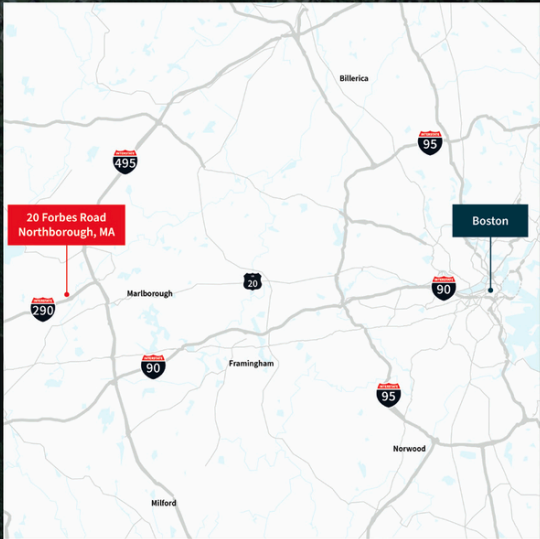 Billerica
95
495
20 Forbes Road
Northborough, MA
Boston
20
90
Marlborough
290
Framingham
90
95
Norwood
Milford